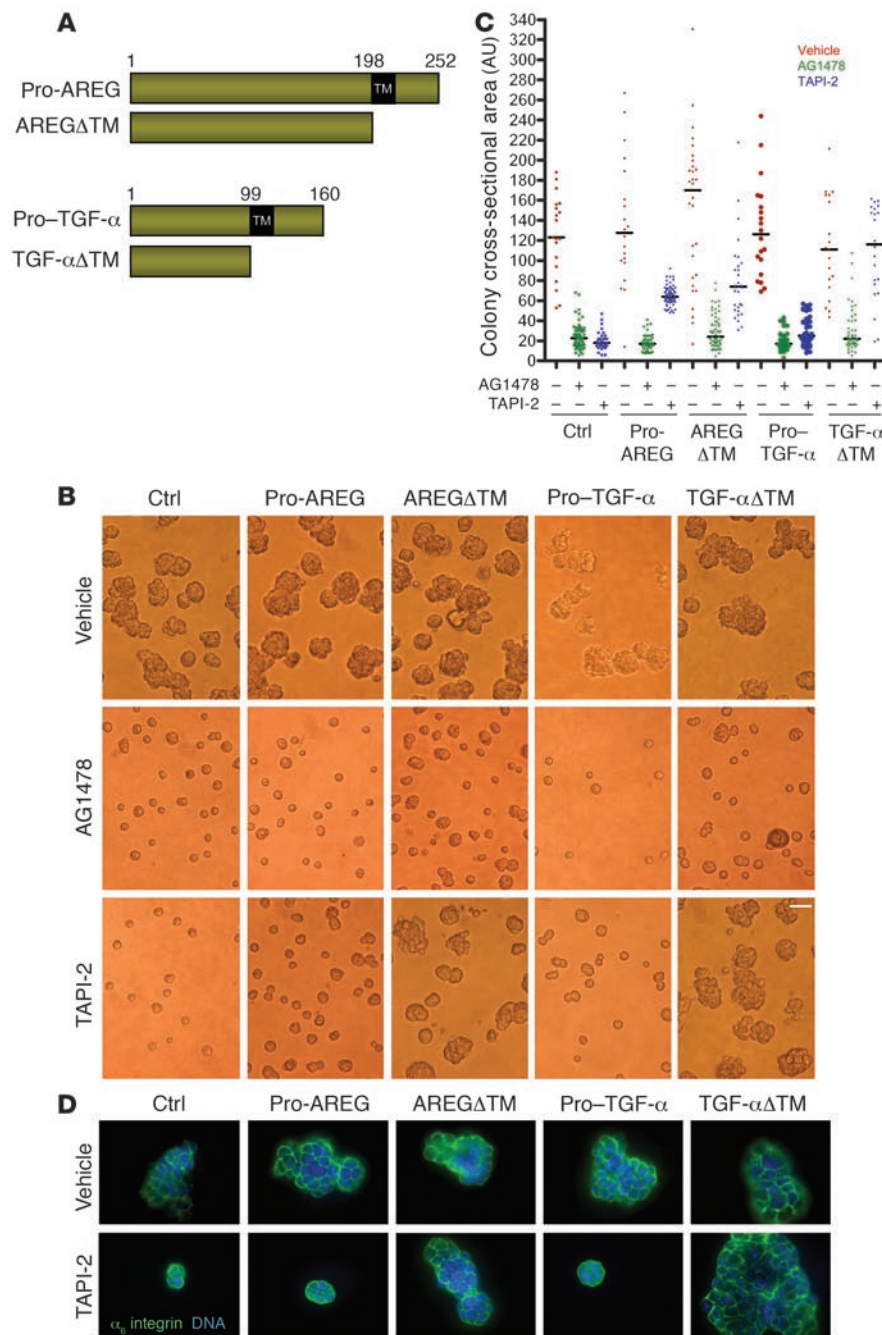 A
1 198 252
Pro-AREG TM
AREGΔTM
1 99 160
Pro–TGF-α TM
TGF-αΔTM
C
Colony cross-sectional area (AU)
340
320
300
280
260
240
220
200
180
160
140
120
100
80
60
40
20
0
Vehicle
AG1478
TAPI-2
AG1478 – + – – + – – + – – + – – + –
TAPI-2 – – + – – + – – + – – + – – +
Ctrl Pro-AREG AREG ΔTM Pro–TGF-α TGF-α ΔTM
B
Ctrl Pro-AREG AREGΔTM Pro–TGF-α TGF-αΔTM
Vehicle
AG1478
TAPI-2
D
Ctrl Pro-AREG AREGΔTM Pro–TGF-α TGF-αΔTM
Vehicle
TAPI-2
α6 integrin DNA